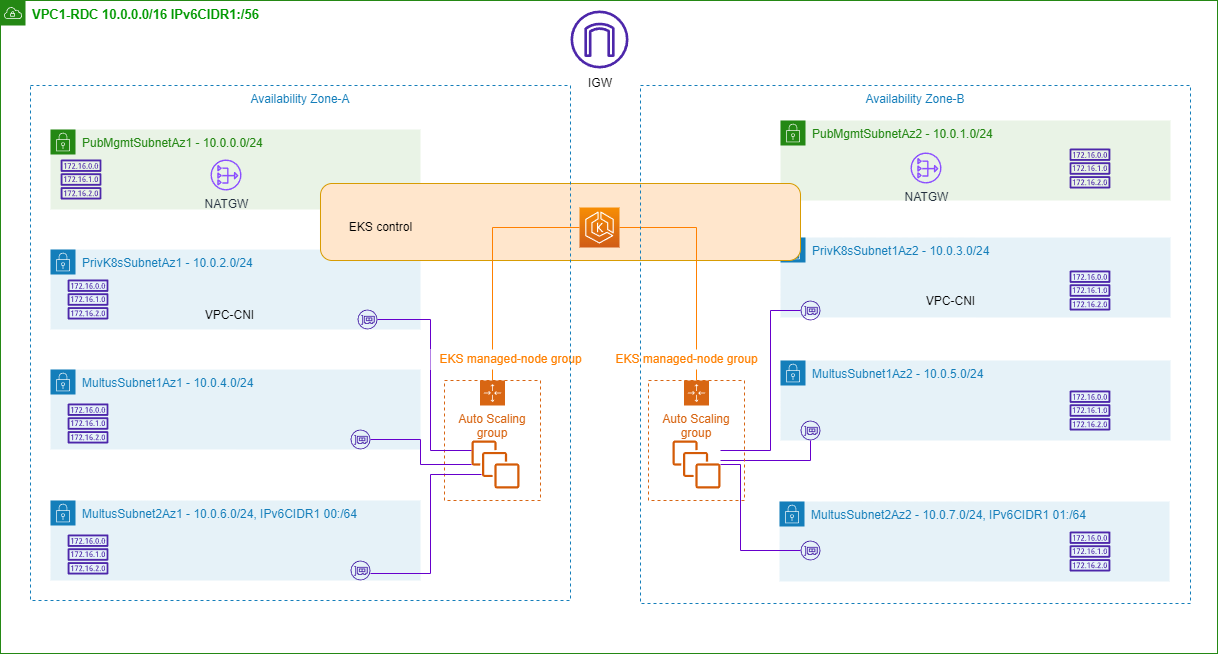 VPC1-RDC 10.0.0.0/16 IPv6CIDR1:/56
IGW
Availability Zone-A
PubMgmtSubnetAz1 - 10.0.0.0/24
172.16.0.0
172.16.1.0
172.16.2.0
NATGW
EKS control
K
PrivK8sSubnetAz1 - 10.0.2.0/24
172.16.0.0
172.16.1.0
172.16.2.0
VPC-CNI
EKS managed-node group
Auto Scaling
group
MultusSubnet1Az1 - 10.0.4.0/24
172.16.0.0
172.16.1.0
172.16.2.0
MultusSubnet2Az1 - 10.0.6.0/24, IPv6CIDR1 00:/64
172.16.0.0
172.16.1.0
172.16.2.0
Availability Zone-B
PubMgmtSubnetAz2 - 10.0.1.0/24
172.16.0.0
172.16.1.0
172.16.2.0
NATGW
PrivK8sSubnet1Az2 - 10.0.3.0/24
172.16.0.0
172.16.1.0
172.16.2.0
VPC-CNI
EKS managed-node group
Auto Scaling
group
MultusSubnet1Az2 - 10.0.5.0/24
172.16.0.0
172.16.1.0
172.16.2.0
MultusSubnet2Az2 - 10.0.7.0/24, IPv6CIDR1 01:/64
172.16.0.0
172.16.1.0
172.16.2.0